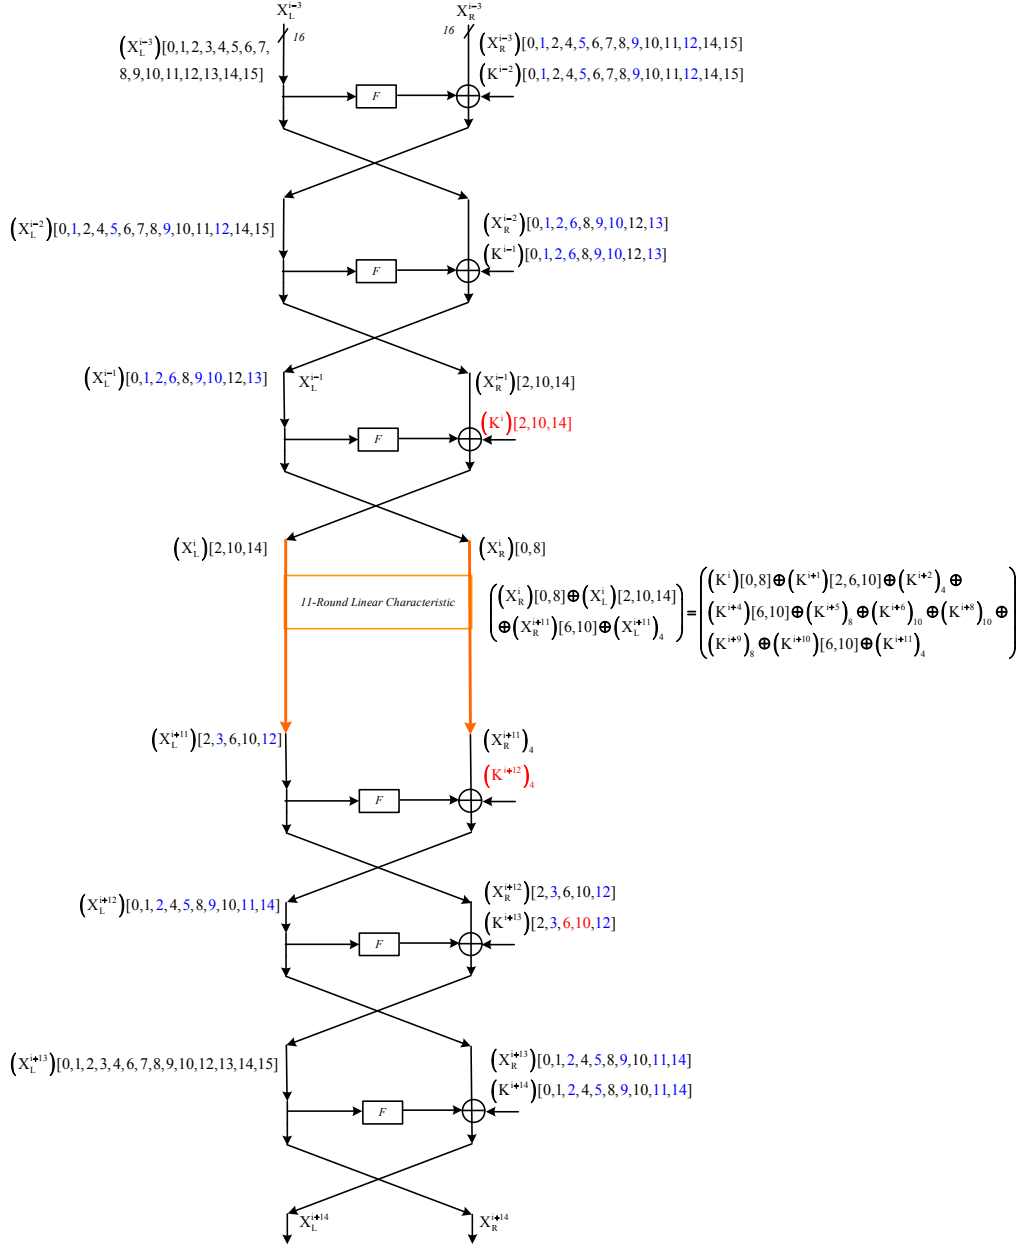 X_L^{i−3} X_R^{i−3}
16 16
(X_L^{i−3})[0,1,2,3,4,5,6,7,
8,9,10,11,12,13,14,15]
(X_R^{i−3})[0,1,2,4,5,6,7,8,9,10,11,12,14,15]
(K^{i−2})[0,1,2,4,5,6,7,8,9,10,11,12,14,15]
F
(X_L^{i−2})[0,1,2,4,5,6,7,8,9,10,11,12,14,15]
(X_R^{i−2})[0,1,2,6,8,9,10,12,13]
(K^{i−1})[0,1,2,6,8,9,10,12,13]
F
(X_L^{i−1})[0,1,2,6,8,9,10,12,13]
X_L^{i−1}
(X_R^{i−1})[2,10,14]
(K^i)[2,10,14]
F
(X_L^i)[2,10,14]
(X_R^i)[0,8]
11-Round Linear Characteristic
(X_R^i)[0,8]⊕(X_L^i)[2,10,14]
⊕(X_R^{i+11})[6,10]⊕(X_L^{i+11})_4
=
(K^i)[0,8]⊕(K^{i+1})[2,6,10]⊕(K^{i+2})_4⊕
(K^{i+4})[6,10]⊕(K^{i+5})_8⊕(K^{i+6})_{10}⊕(K^{i+8})_{10}⊕
(K^{i+9})_8⊕(K^{i+10})[6,10]⊕(K^{i+11})_4
(X_L^{i+11})[2,3,6,10,12]
(X_R^{i+11})_4
(K^{i+12})_4
F
(X_L^{i+12})[0,1,2,4,5,8,9,10,11,14]
(X_R^{i+12})[2,3,6,10,12]
(K^{i+13})[2,3,6,10,12]
F
(X_L^{i+13})[0,1,2,3,4,6,7,8,9,10,12,13,14,15]
(X_R^{i+13})[0,1,2,4,5,8,9,10,11,14]
(K^{i+14})[0,1,2,4,5,8,9,10,11,14]
F
X_L^{i+14} X_R^{i+14}